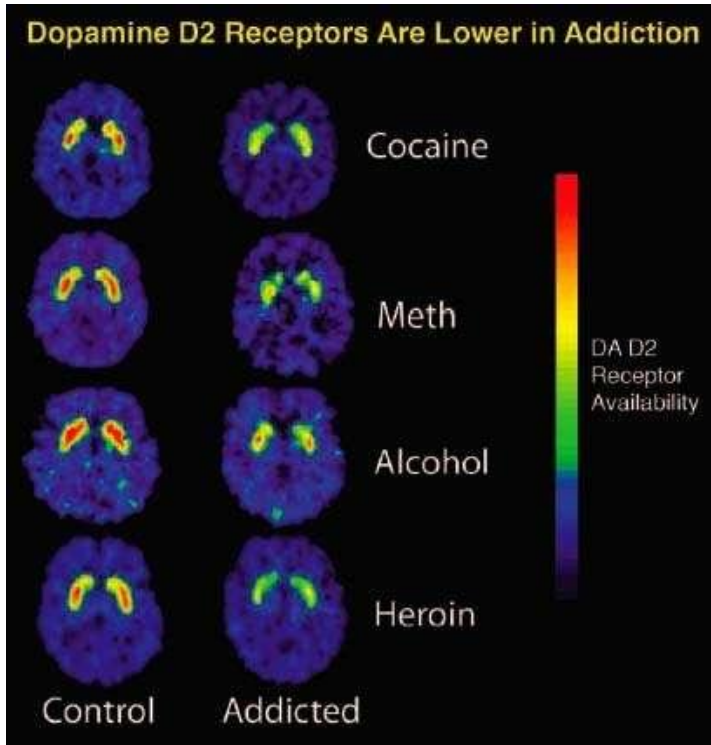 Dopamine D2 Receptors Are Lower in Addiction
Cocaine
Meth
DA D2
Receptor
Availability
Alcohol
Heroin
Control Addicted